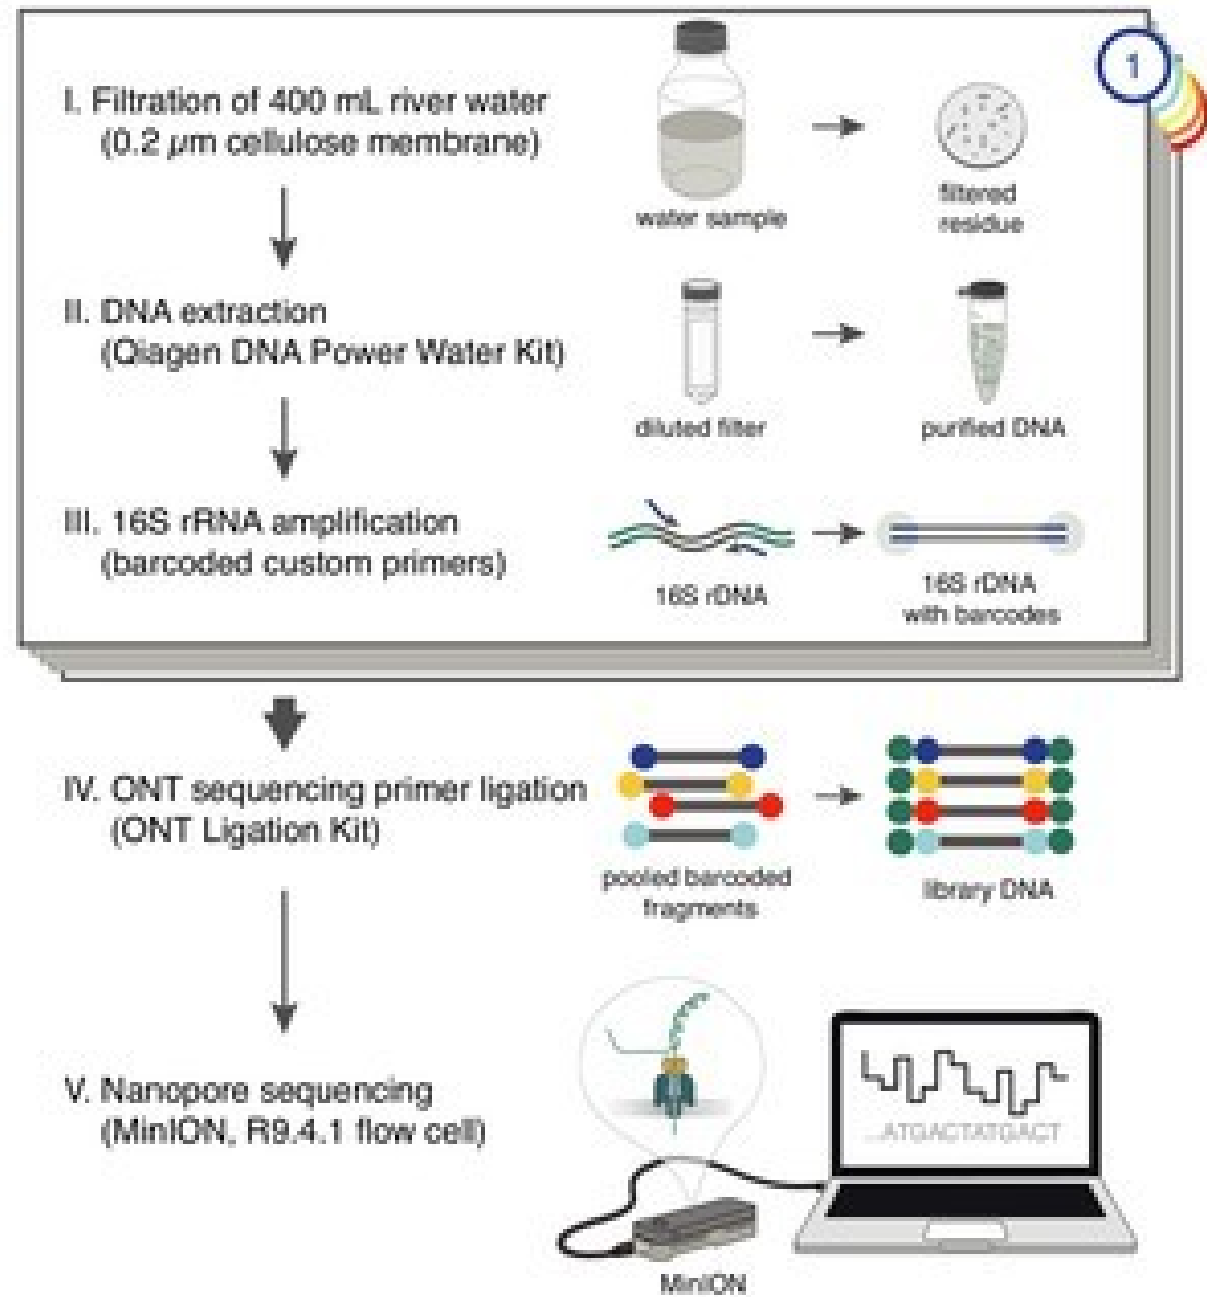 1
I. Filtration of 400 mL river water
(0.2 µm cellulose membrane)
water sample
filtered
residue
II. DNA extraction
(Qiagen DNA Power Water Kit)
diluted filter
purified DNA
III. 16S rRNA amplification
(barcoded custom primers)
16S rDNA
16S rDNA
with barcodes
IV. ONT sequencing primer ligation
(ONT Ligation Kit)
pooled barcoded
fragments
library DNA
V. Nanopore sequencing
(MinION, R9.4.1 flow cell)
...ATGACTATGACT
MinION